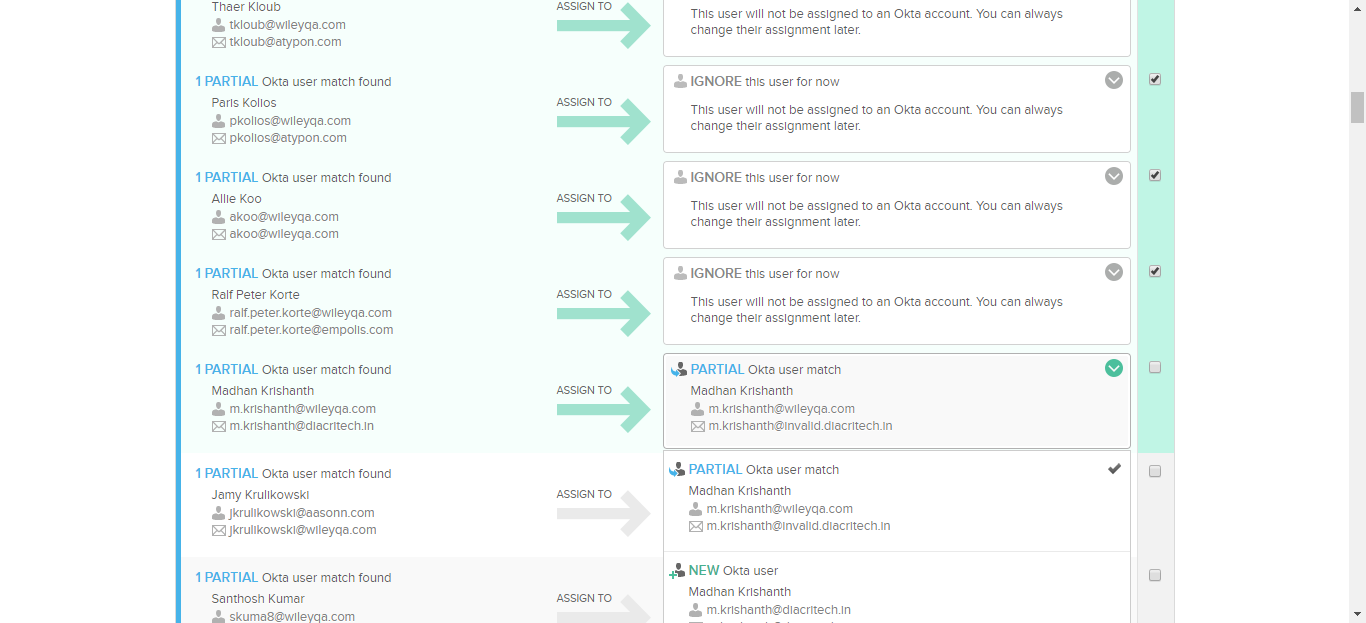 Thaer Kloub
tkloub@wileyqa.com
tkloub@atypon.com
ASSIGN TO
This user will not be assigned to an Okta account. You can always
change their assignment later.
1 PARTIAL Okta user match found
Paris Kolios
pkolios@wileyqa.com
pkolios@atypon.com
ASSIGN TO
IGNORE this user for now
This user will not be assigned to an Okta account. You can always
change their assignment later.
1 PARTIAL Okta user match found
Allie Koo
akoo@wileyqa.com
akoo@wileyqa.com
ASSIGN TO
IGNORE this user for now
This user will not be assigned to an Okta account. You can always
change their assignment later.
1 PARTIAL Okta user match found
Ralf Peter Korte
ralf.peter.korte@wileyqa.com
ralf.peter.korte@empolis.com
ASSIGN TO
IGNORE this user for now
This user will not be assigned to an Okta account. You can always
change their assignment later.
1 PARTIAL Okta user match found
Madhan Krishanth
m.krishanth@wileyqa.com
m.krishanth@diacritech.in
ASSIGN TO
PARTIAL Okta user match
Madhan Krishanth
m.krishanth@wileyqa.com
m.krishanth@invalid.diacritech.in
1 PARTIAL Okta user match found
Jamy Krulikowski
jkrulikowski@aasonn.com
jkrulikowski@wileyqa.com
ASSIGN TO
PARTIAL Okta user match
Madhan Krishanth
m.krishanth@wileyqa.com
m.krishanth@invalid.diacritech.in
1 PARTIAL Okta user match found
Santhosh Kumar
skuma8@wileyqa.com
ASSIGN TO
NEW Okta user
Madhan Krishanth
m.krishanth@diacritech.in